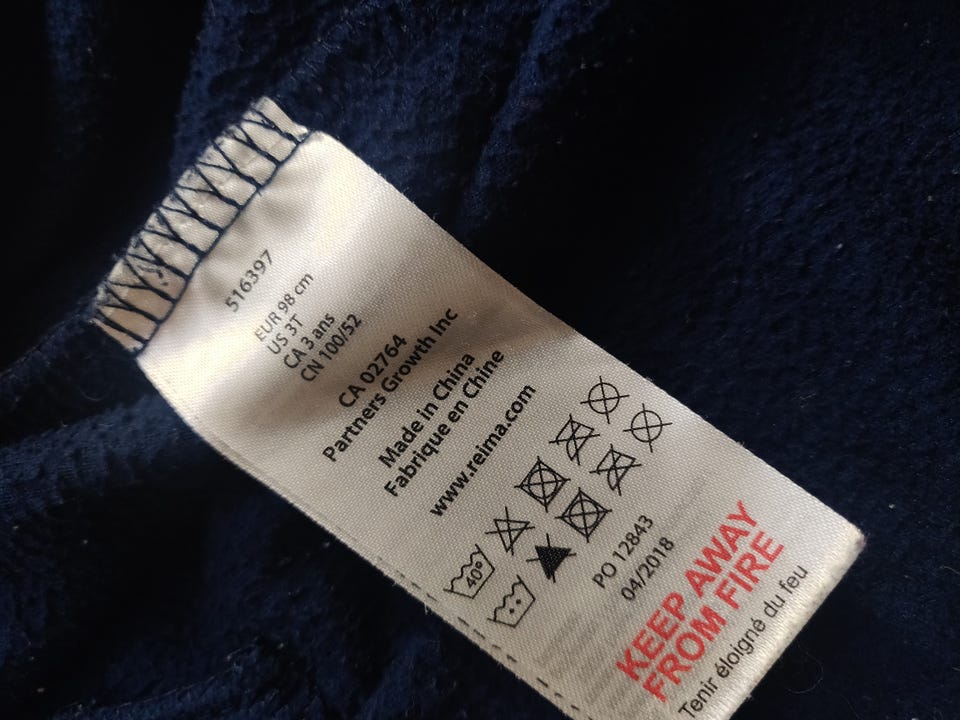 516397
EUR 98 cm
US 3T
CA 3 ans
CN 100/52
CA 02764
Partners Growth Inc
Made in China
Fabrique en Chine
www.reima.com
40°
PO 12843
04/2018
KEEP AWAY
FROM FIRE
Tenir éloigné du feu